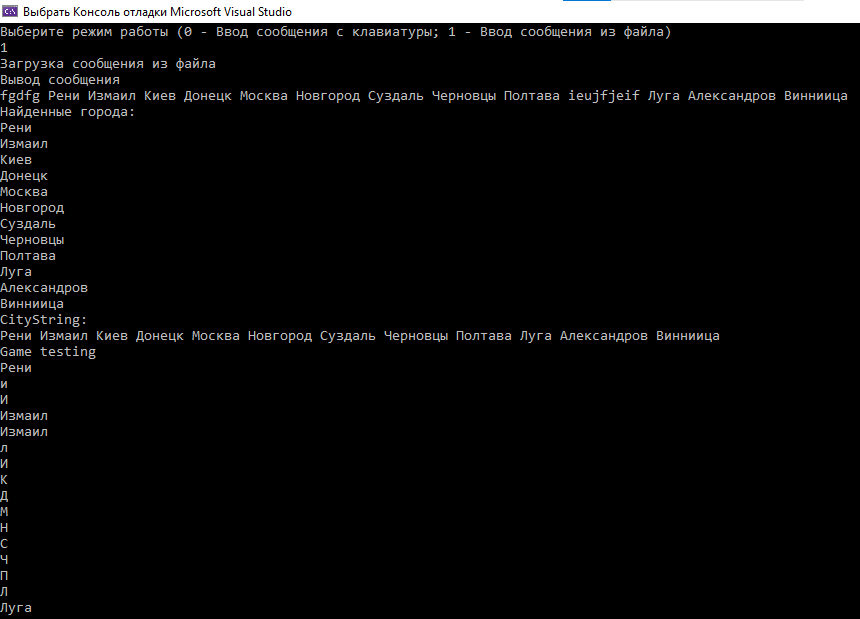 Выбрать Консоль отладки Microsoft Visual Studio
Выберите режим работы (0 - Ввод сообщения с клавиатуры; 1 - Ввод сообщения из файла)
1
Загрузка сообщения из файла
Вывод сообщения
fgdfg Рени Измаил Киев Донецк Москва Новгород Суздаль Черновцы Полтава ieujfjeif Луга Александров Винниица
Найденные города:
Рени
Измаил
Киев
Донецк
Москва
Новгород
Суздаль
Черновцы
Полтава
Луга
Александров
Винниица
CityString:
Рени Измаил Киев Донецк Москва Новгород Суздаль Черновцы Полтава Луга Александров Винниица
Game testing
Рени
и
И
Измаил
Измаил
л
И
К
Д
М
Н
С
Ч
П
Л
Луга